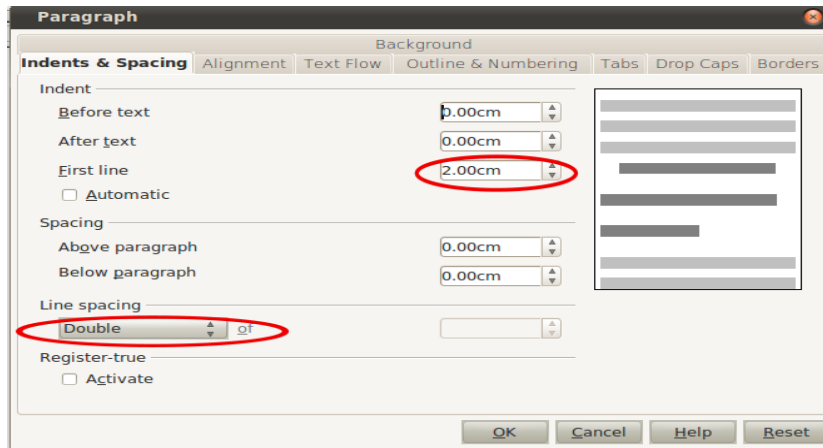 Paragraph
Background
Indents & Spacing Alignment Text Flow Outline & Numbering Tabs Drop Caps Borders
Indent
Before text 0.00cm
After text 0.00cm
First line 2.00cm
Automatic
Spacing
Above paragraph 0.00cm
Below paragraph 0.00cm
Line spacing
Double of
Register-true
Activate
OK Cancel Help Reset